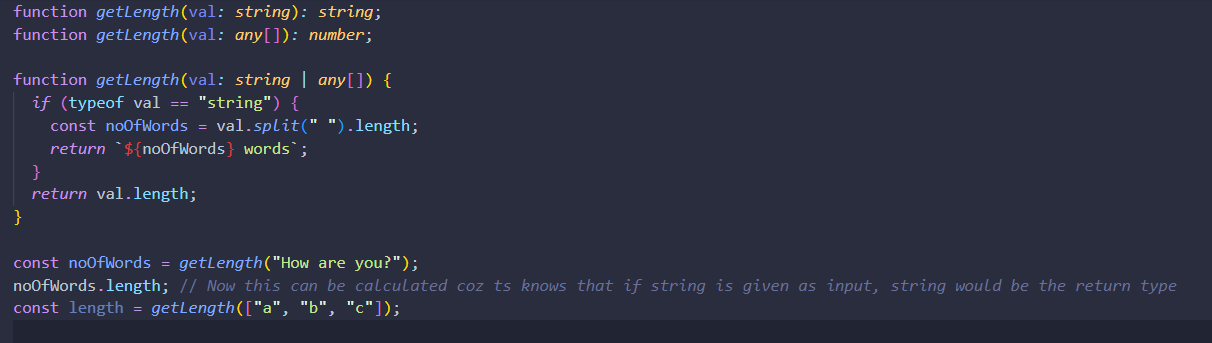 function getLength(val: string): string;
function getLength(val: any[]): number;
function getLength(val: string | any[]) {
if (typeof val == "string") {
const noOfWords = val.split(" ").length;
return `${noOfWords} words`;
}
return val.length;
}
const noOfWords = getLength("How are you?");
noOfWords.length; // Now this can be calculated coz ts knows that if string is given as input, string would be the return type
const length = getLength(["a", "b", "c"]);